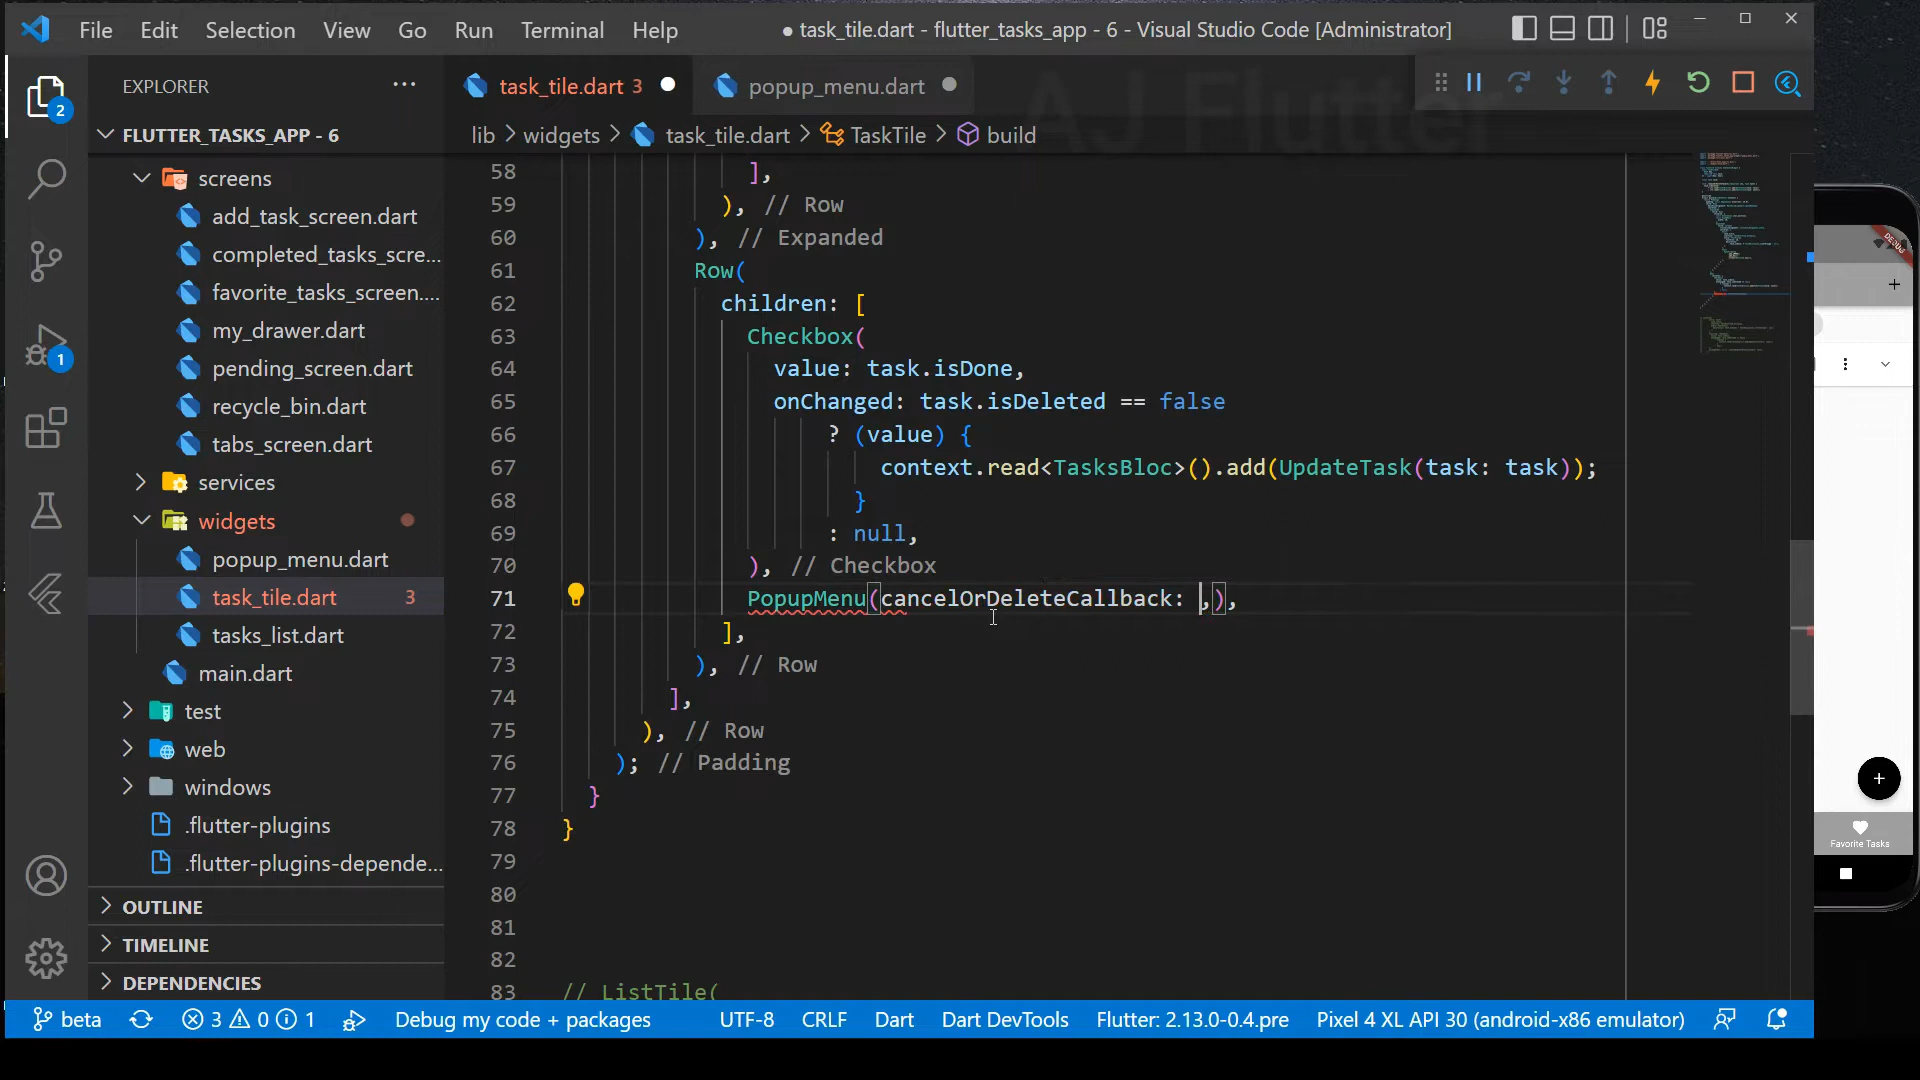 File Edit Selection View Go Run Terminal Help ● task_tile.dart - flutter_tasks_app - 6 - Visual Studio Code [Administrator]
EXPLORER ···
task_tile.dart 3
popup_menu.dart
AJ Flutter
FLUTTER_TASKS_APP - 6
lib > widgets > task_tile.dart > TaskTile > build
screens
add_task_screen.dart
completed_tasks_scre...
favorite_tasks_screen....
my_drawer.dart
pending_screen.dart
recycle_bin.dart
tabs_screen.dart
services
widgets
popup_menu.dart
task_tile.dart 3
tasks_list.dart
main.dart
test
web
windows
.flutter-plugins
.flutter-plugins-depende...
OUTLINE
TIMELINE
DEPENDENCIES
2
1
58 ],
59 ), // Row
60 ), // Expanded
61 Row(
62 children: [
63 Checkbox(
64 value: task.isDone,
65 onChanged: task.isDeleted == false
66 ? (value) {
67 context.read<TasksBloc>().add(UpdateTask(task: task));
68 }
69 : null,
70 ), // Checkbox
71 PopupMenu(cancelOrDeleteCallback: ,),
72 ],
73 ), // Row
74 ],
75 ), // Row
76 ); // Padding
77 }
78 }
79
80
81
82
83 // ListTile(
DEBUG
Favorite Tasks
beta 3 0 1 Debug my code + packages UTF-8 CRLF Dart Dart DevTools Flutter: 2.13.0-0.4.pre Pixel 4 XL API 30 (android-x86 emulator)